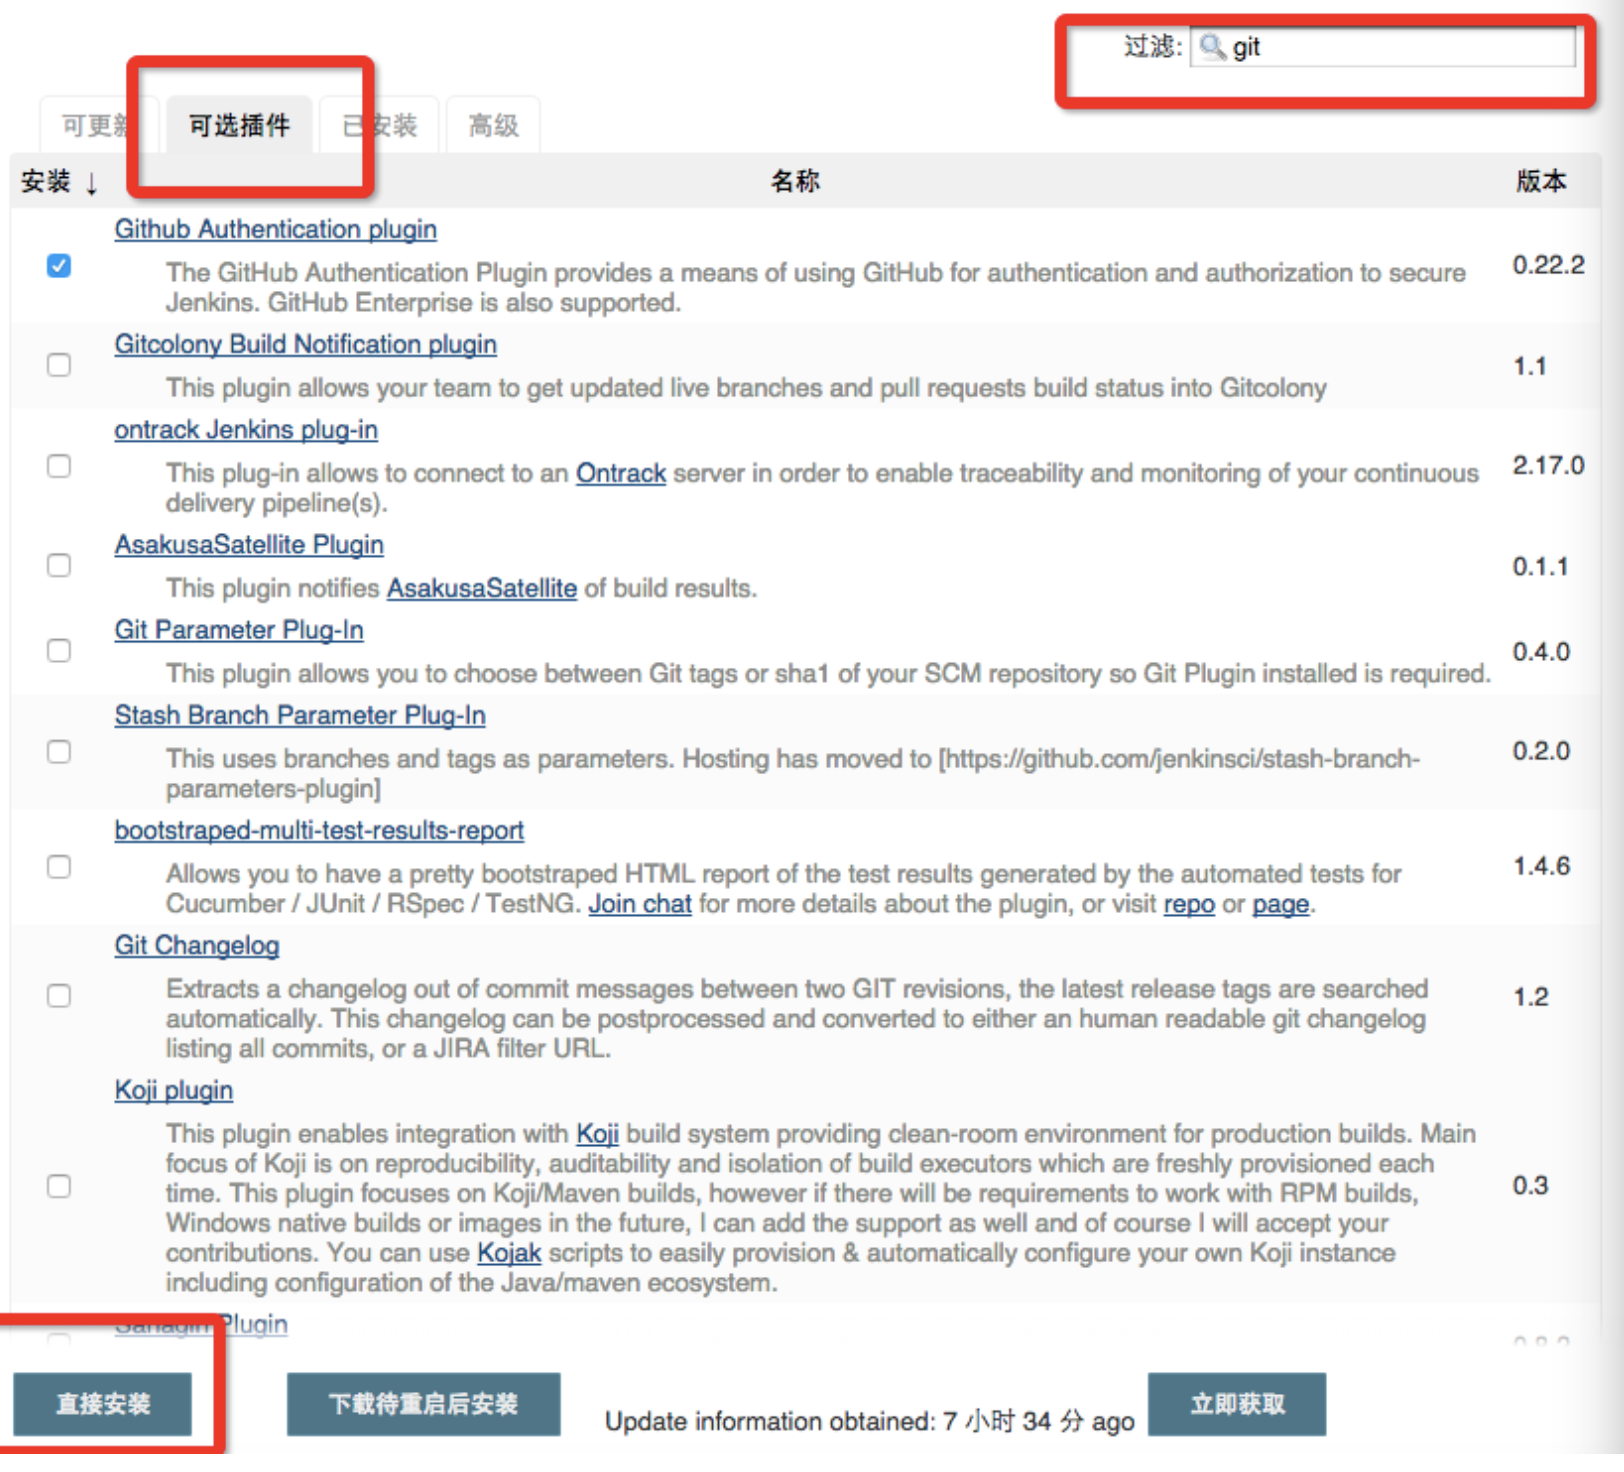 过滤: git
可更新 可选插件 已安装 高级
安装 ↓ 名称 版本
Github Authentication plugin
The GitHub Authentication Plugin provides a means of using GitHub for authentication and authorization to secure
Jenkins. GitHub Enterprise is also supported.
0.22.2
Gitcolony Build Notification plugin
This plugin allows your team to get updated live branches and pull requests build status into Gitcolony
1.1
ontrack Jenkins plug-in
This plug-in allows to connect to an Ontrack server in order to enable traceability and monitoring of your continuous
delivery pipeline(s).
2.17.0
AsakusaSatellite Plugin
This plugin notifies AsakusaSatellite of build results.
0.1.1
Git Parameter Plug-In
This plugin allows you to choose between Git tags or sha1 of your SCM repository so Git Plugin installed is required.
0.4.0
Stash Branch Parameter Plug-In
This uses branches and tags as parameters. Hosting has moved to [https://github.com/jenkinsci/stash-branch-
parameters-plugin]
0.2.0
bootstraped-multi-test-results-report
Allows you to have a pretty bootstraped HTML report of the test results generated by the automated tests for
Cucumber / JUnit / RSpec / TestNG. Join chat for more details about the plugin, or visit repo or page.
1.4.6
Git Changelog
Extracts a changelog out of commit messages between two GIT revisions, the latest release tags are searched
automatically. This changelog can be postprocessed and converted to either an human readable git changelog
listing all commits, or a JIRA filter URL.
1.2
Koji plugin
This plugin enables integration with Koji build system providing clean-room environment for production builds. Main
focus of Koji is on reproducibility, auditability and isolation of build executors which are freshly provisioned each
time. This plugin focuses on Koji/Maven builds, however if there will be requirements to work with RPM builds,
Windows native builds or images in the future, I can add the support as well and of course I will accept your
contributions. You can use Kojak scripts to easily provision & automatically configure your own Koji instance
including configuration of the Java/maven ecosystem.
0.3
Plugin
直接安装 下载待重启后安装 Update information obtained: 7 小时 34 分 ago 立即获取